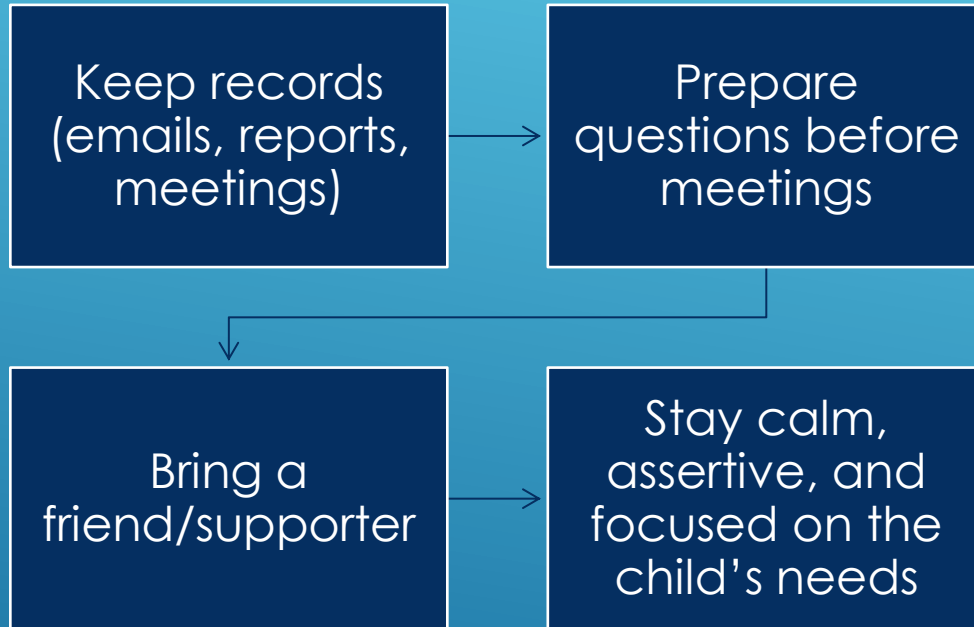 Keep records
(emails, reports,
meetings)
Prepare
questions before
meetings
Bring a
friend/supporter
Stay calm,
assertive, and
focused on the
child’s needs